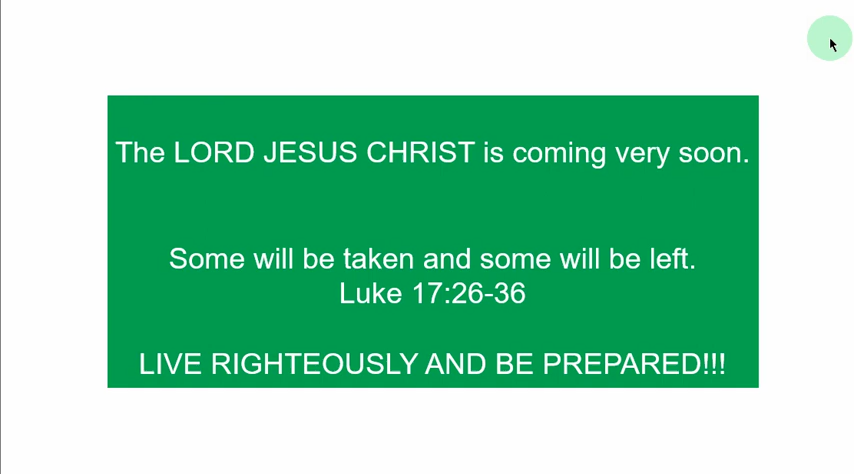 The LORD JESUS CHRIST is coming very soon.
Some will be taken and some will be left.
Luke 17:26-36
LIVE RIGHTEOUSLY AND BE PREPARED!!!